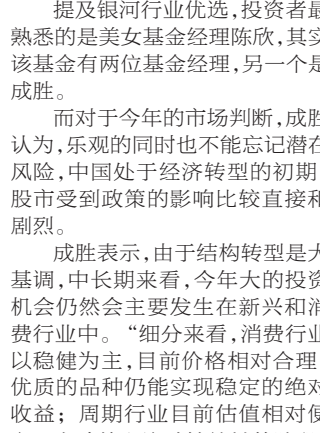 提及银河行业优选,投资者最
熟悉的是美女基金经理陈欣,其实
该基金有两位基金经理,另一个是
成胜。
而对于今年的市场判断,成胜
认为,乐观的同时也不能忘记潜在
风险,中国处于经济转型的初期
股市受到政策的影响比较直接和
剧烈。
成胜表示,由于结构转型是大
基调,中长期来看,今年大的投资
机会仍然会主要发生在新兴和消
费行业中。“细分来看,消费行业
以稳健为主,目前价格相对合理
优质的品种仍能实现稳定的绝对
收益；周期行业目前估值相对便